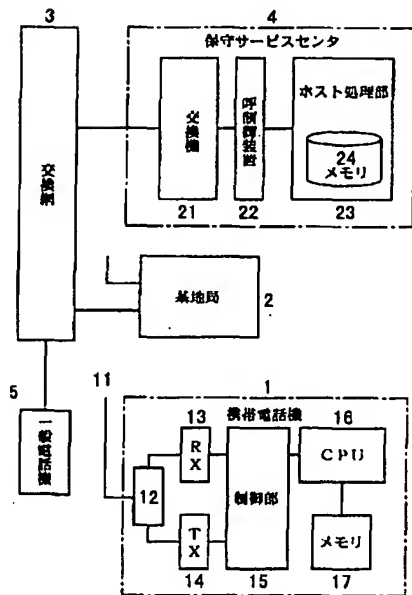 3
4
保守サービスセンタ
交換機
呼制御装置
ホスト処理部
24
メモリ
21
22
23
交換網
基地局
2
5
一般電話機
11
1
携帯電話機
13
16
RX
CPU
12
制御部
TX
メモリ
14
15
17